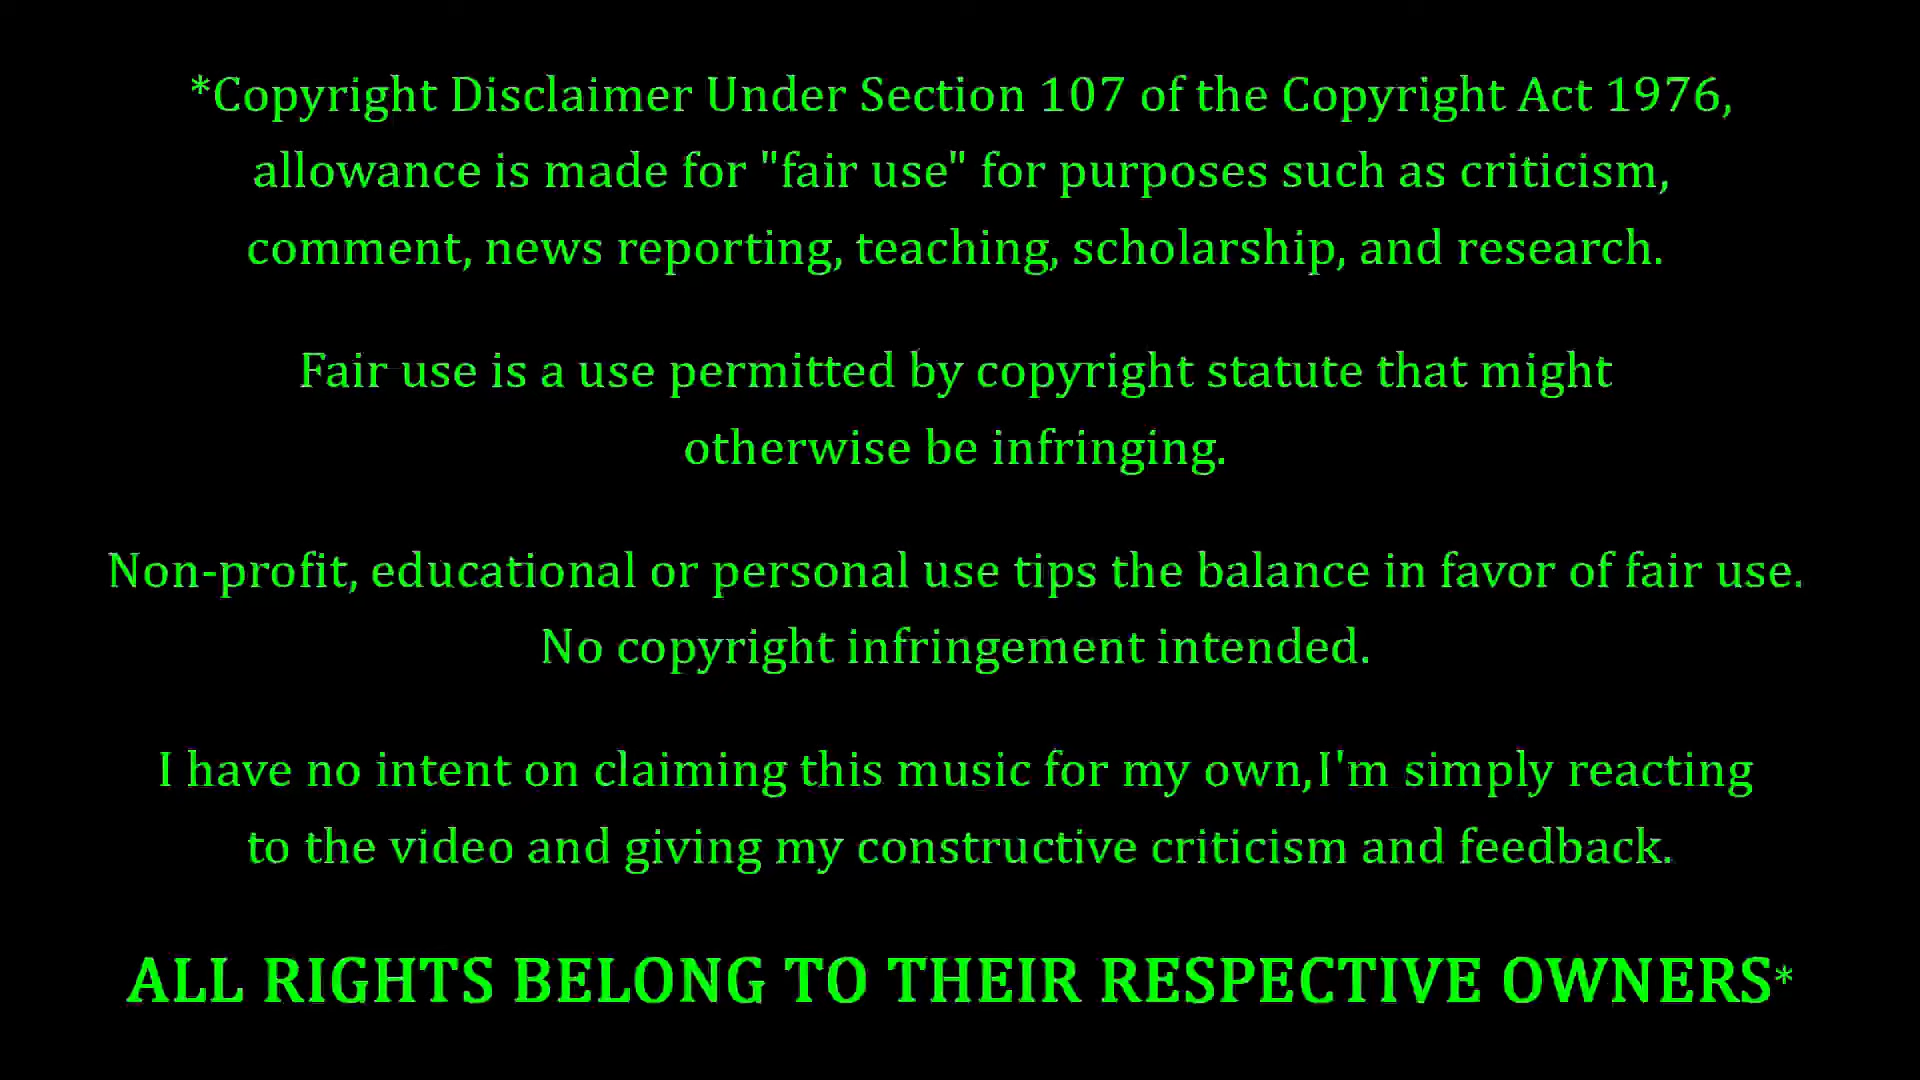 *Copyright Disclaimer Under Section 107 of the Copyright Act 1976,
allowance is made for "fair use" for purposes such as criticism,
comment, news reporting, teaching, scholarship, and research.
Fair use is a use permitted by copyright statute that might
otherwise be infringing.
Non-profit, educational or personal use tips the balance in favor of fair use.
No copyright infringement intended.
I have no intent on claiming this music for my own,I'm simply reacting
to the video and giving my constructive criticism and feedback.
ALL RIGHTS BELONG TO THEIR RESPECTIVE OWNERS*